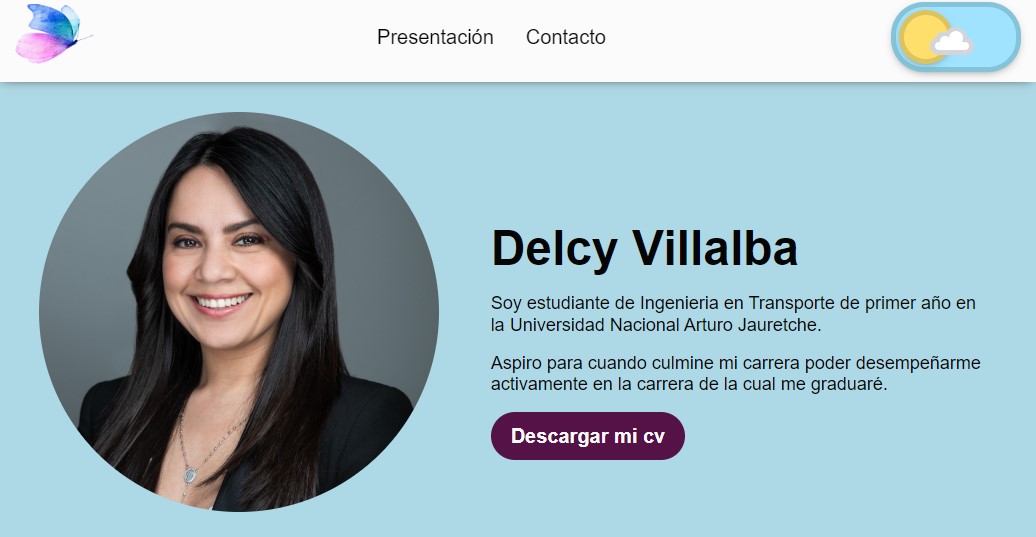 Presentación
Contacto
Delcy Villalba
Soy estudiante de Ingenieria en Transporte de primer año en
la Universidad Nacional Arturo Jauretche.
Aspiro para cuando culmine mi carrera poder desempeñarme
activamente en la carrera de la cual me graduaré.
Descargar mi cv